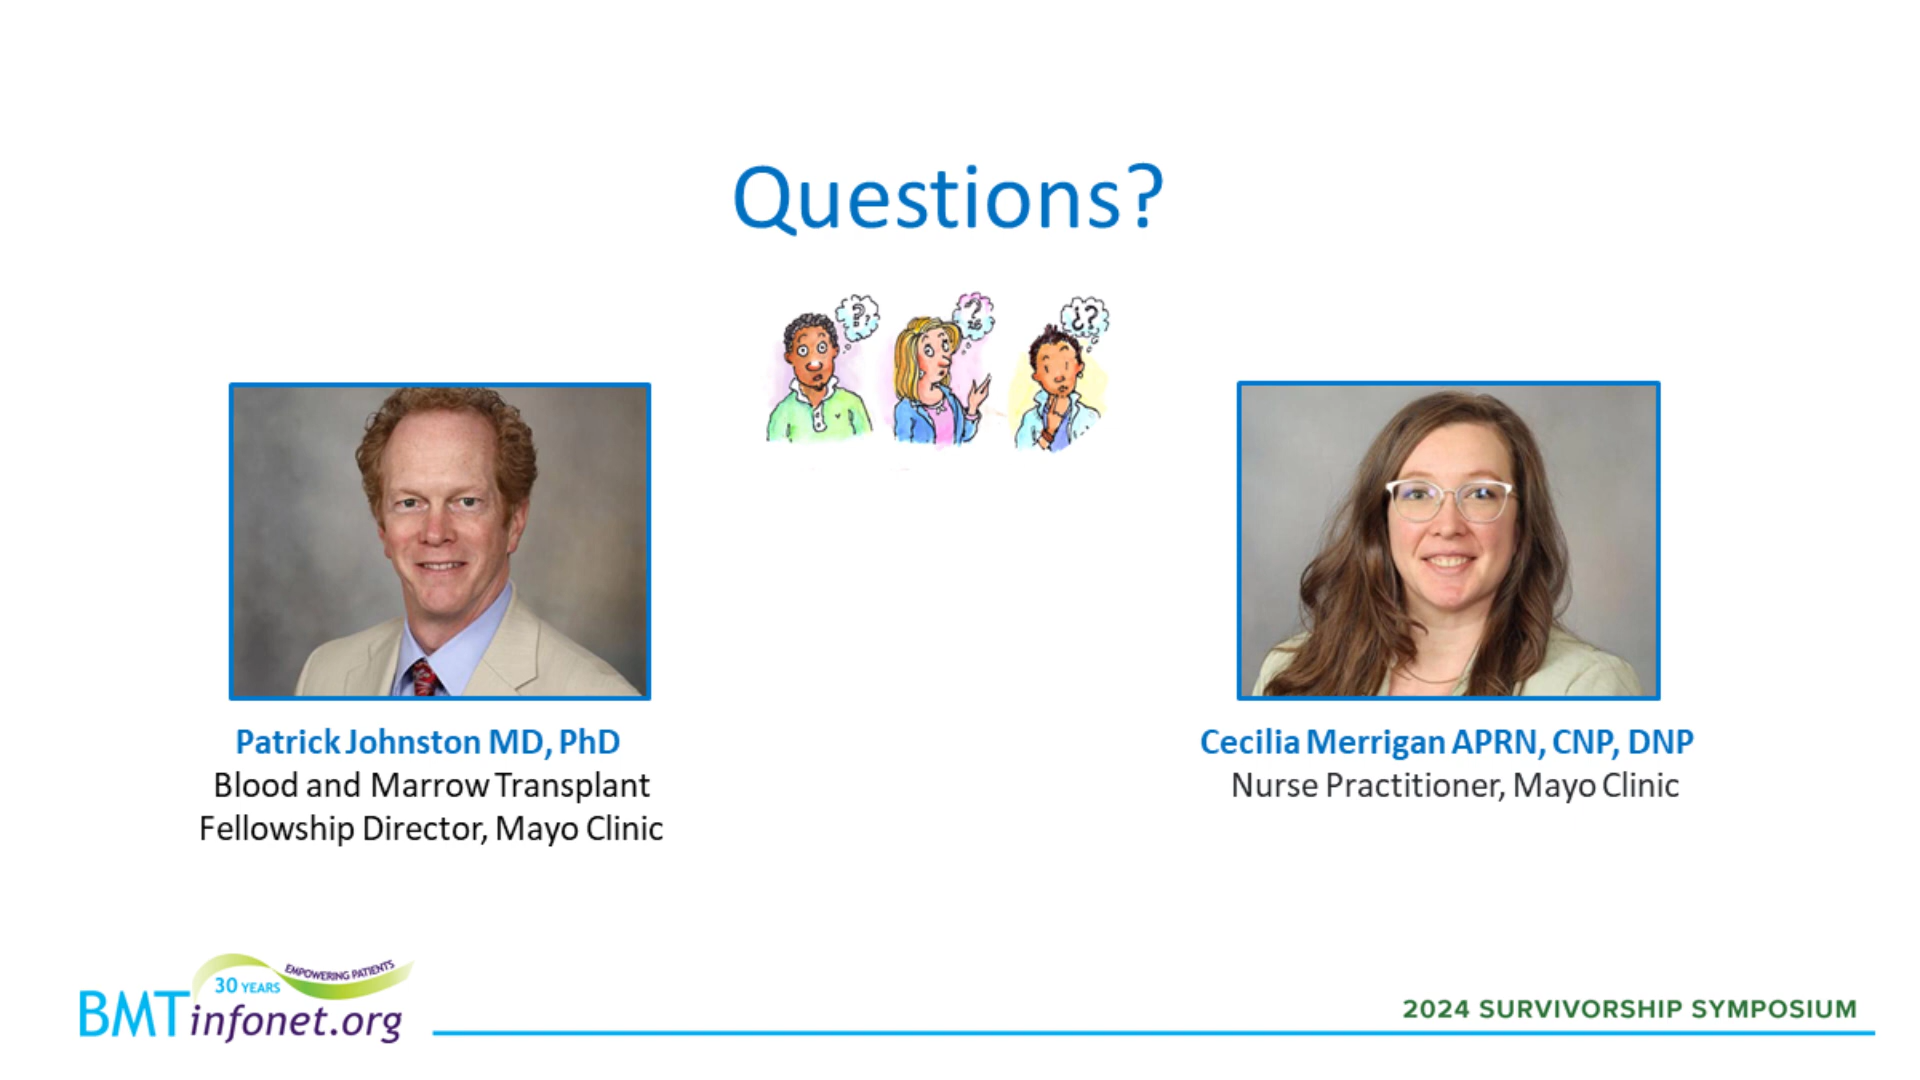 Questions?
Patrick Johnston MD, PhD
Blood and Marrow Transplant
Fellowship Director, Mayo Clinic
Cecilia Merrigan APRN, CNP, DNP
Nurse Practitioner, Mayo Clinic
30 YEARS
EMPOWERING PATIENTS
BMTinfonet.org
2024 SURVIVORSHIP SYMPOSIUM